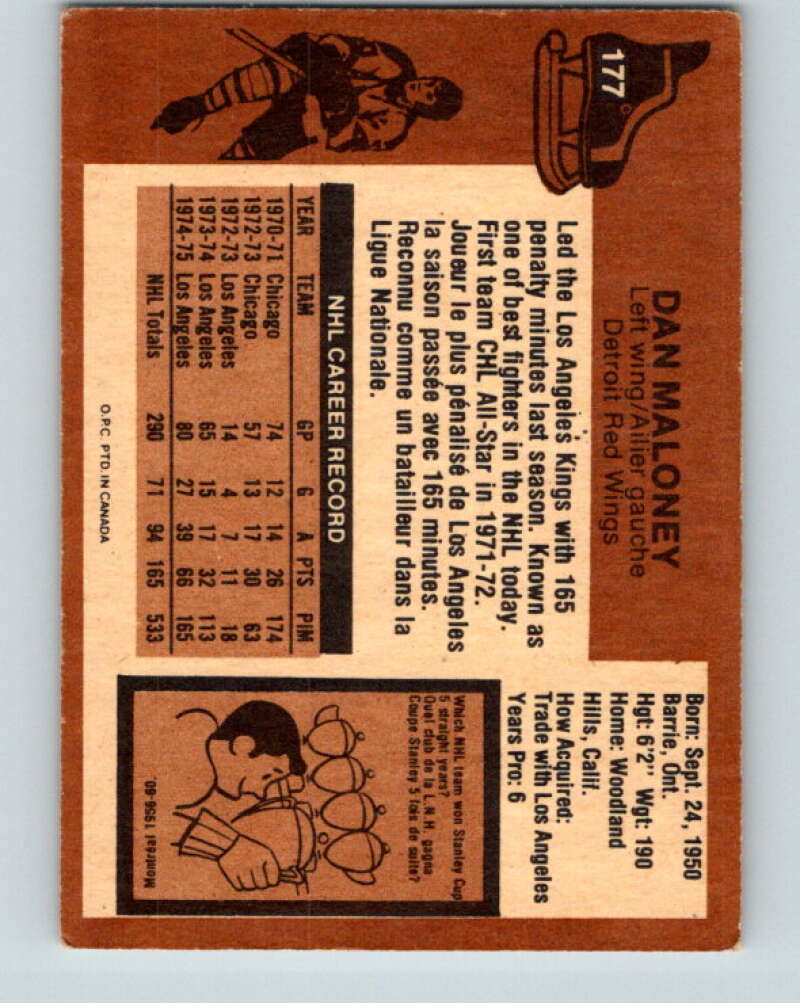 177
DAN MALONEY
Left wing/Ailier gauche
Detroit Red Wings
Born: Sept. 24, 1950
Barrie, Ont.
Hgt: 6'2" Wgt: 190
Home: Woodland
Hills, Calif.
How Acquired:
Trade with Los Angeles
Years Pro: 6
Led the Los Angeles Kings with 165
penalty minutes last season. Known as
one of best fighters in the NHL today.
First team CHL All-Star in 1971-72.
Joueur le plus pénalisé de Los Angeles
la saison passée avec 165 minutes.
Reconnu comme un batailleur dans la
Ligue Nationale.
NHL CAREER RECORD
YEAR TEAM GP G A PTS PIM
1970-71 Chicago 74 12 14 26 174
1972-73 Chicago 57 13 17 30 63
1972-73 Los Angeles 14 4 7 11 18
1973-74 Los Angeles 65 15 17 32 113
1974-75 Los Angeles 80 27 39 66 165
NHL Totals 290 71 94 165 533
Which NHL team won Stanley Cup
5 straight years?
Quel club de la L.N.H. gagna
Coupe Stanley 5 fois de suite?
Montreal 1956-60.
O.P.C. PTD. IN CANADA